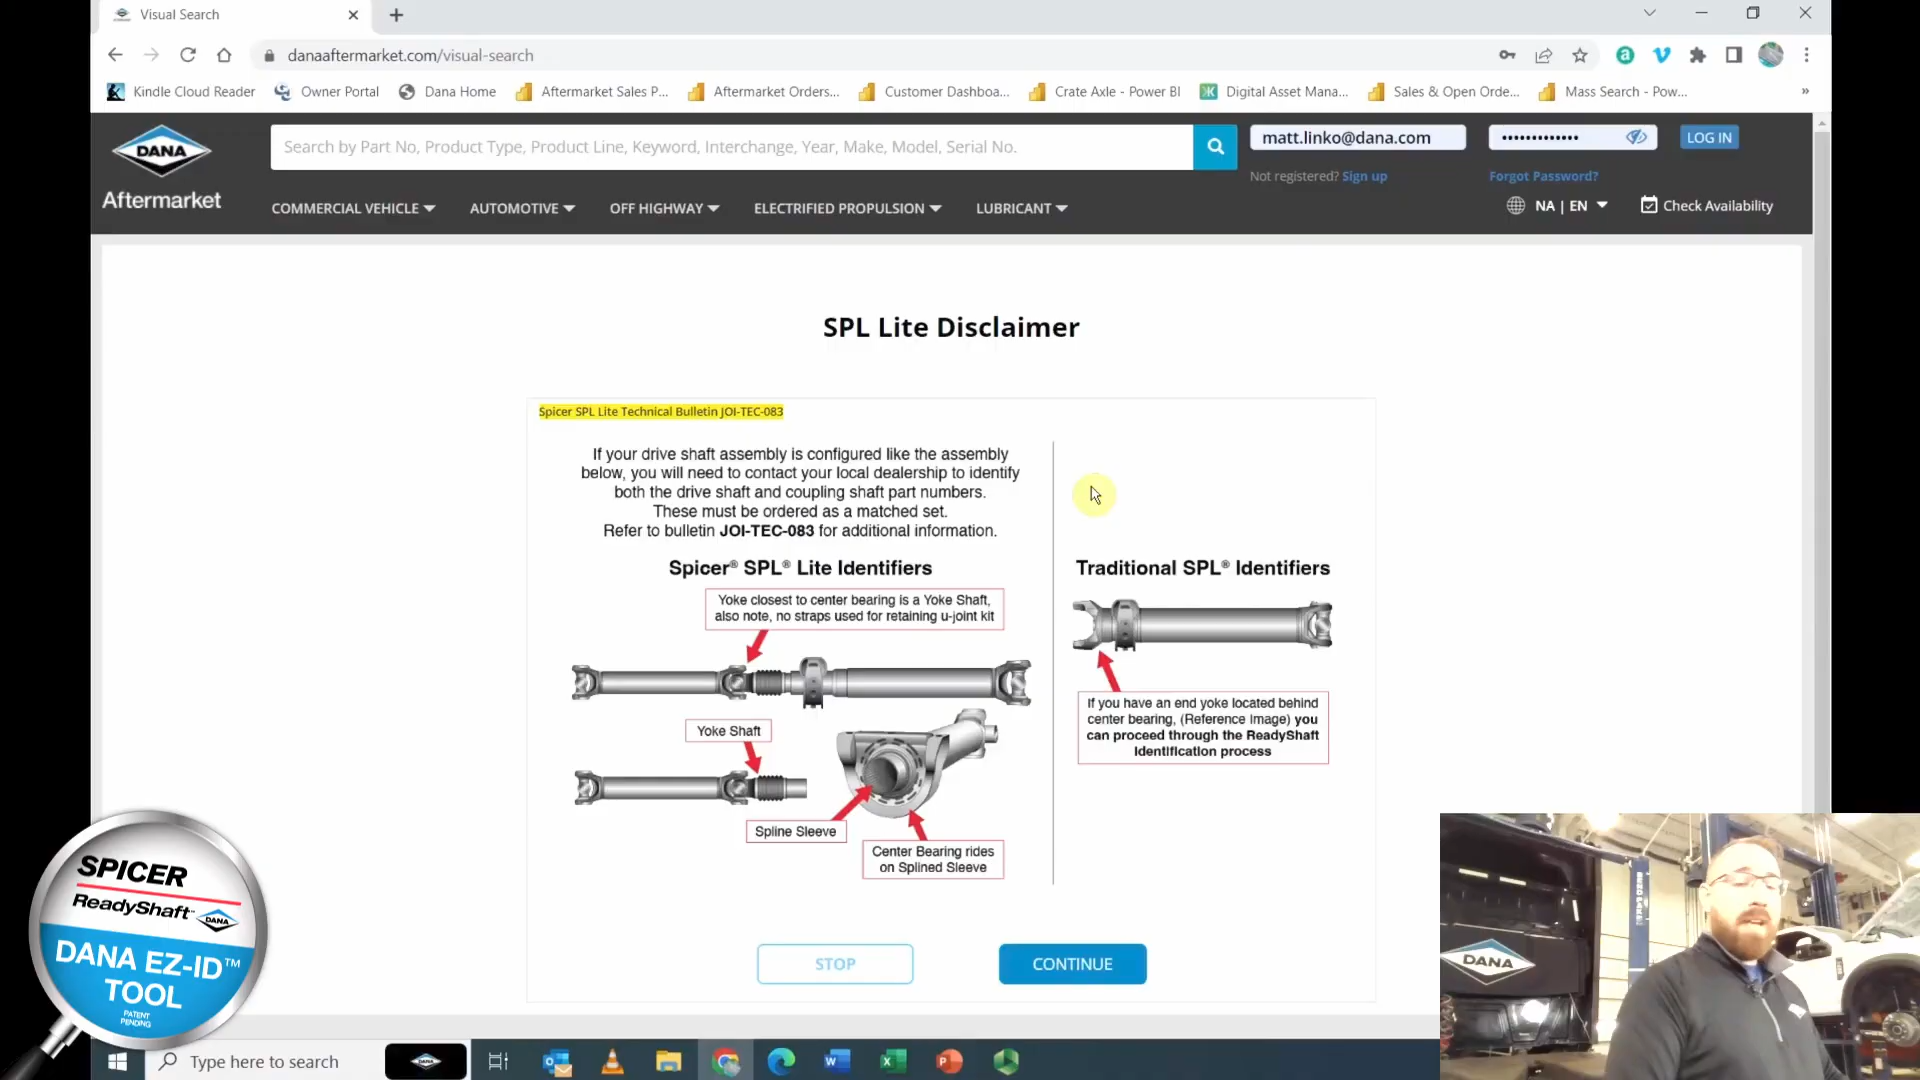 Visual Search
danaaftermarket.com/visual-search
Kindle Cloud Reader
Owner Portal
Dana Home
Aftermarket Sales P...
Aftermarket Orders...
Customer Dashboa...
Crate Axle - Power BI
Digital Asset Mana...
Sales & Open Orde...
Mass Search - Pow...
»
DANA
Aftermarket
Search by Part No, Product Type, Product Line, Keyword, Interchange, Year, Make, Model, Serial No.
matt.linko@dana.com
•••••••••••••
LOG IN
Not registered? Sign up
Forgot Password?
COMMERCIAL VEHICLE
AUTOMOTIVE
OFF HIGHWAY
ELECTRIFIED PROPULSION
LUBRICANT
NA | EN
Check Availability
SPL Lite Disclaimer
Spicer SPL Lite Technical Bulletin JOI-TEC-083
If your drive shaft assembly is configured like the assembly
below, you will need to contact your local dealership to identify
both the drive shaft and coupling shaft part numbers.
These must be ordered as a matched set.
Refer to bulletin JOI-TEC-083 for additional information.
Spicer® SPL® Lite Identifiers
Yoke closest to center bearing is a Yoke Shaft,
also note, no straps used for retaining u-joint kit
Yoke Shaft
Spline Sleeve
Center Bearing rides
on Splined Sleeve
Traditional SPL® Identifiers
If you have an end yoke located behind
center bearing, (Reference Image) you
can proceed through the ReadyShaft
Identification process
STOP
CONTINUE
SPICER
ReadyShaft™
DANA
DANA EZ-ID™
TOOL
PATENT
PENDING
DANA
Type here to search
DANA